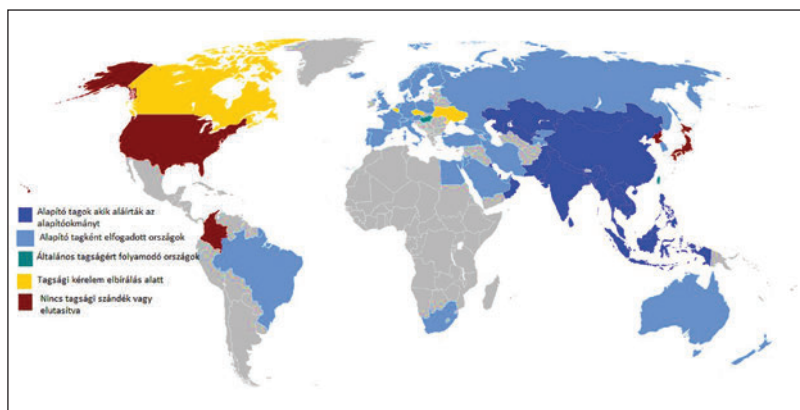 Alapító tagok akik aláírták az
alapítóokmányt
Alapító tagként elfogadott országok
Általános tagságért folyamodó országok
Tagsági kérelem elbírálás alatt
Nincs tagsági szándék vagy
elutasítva